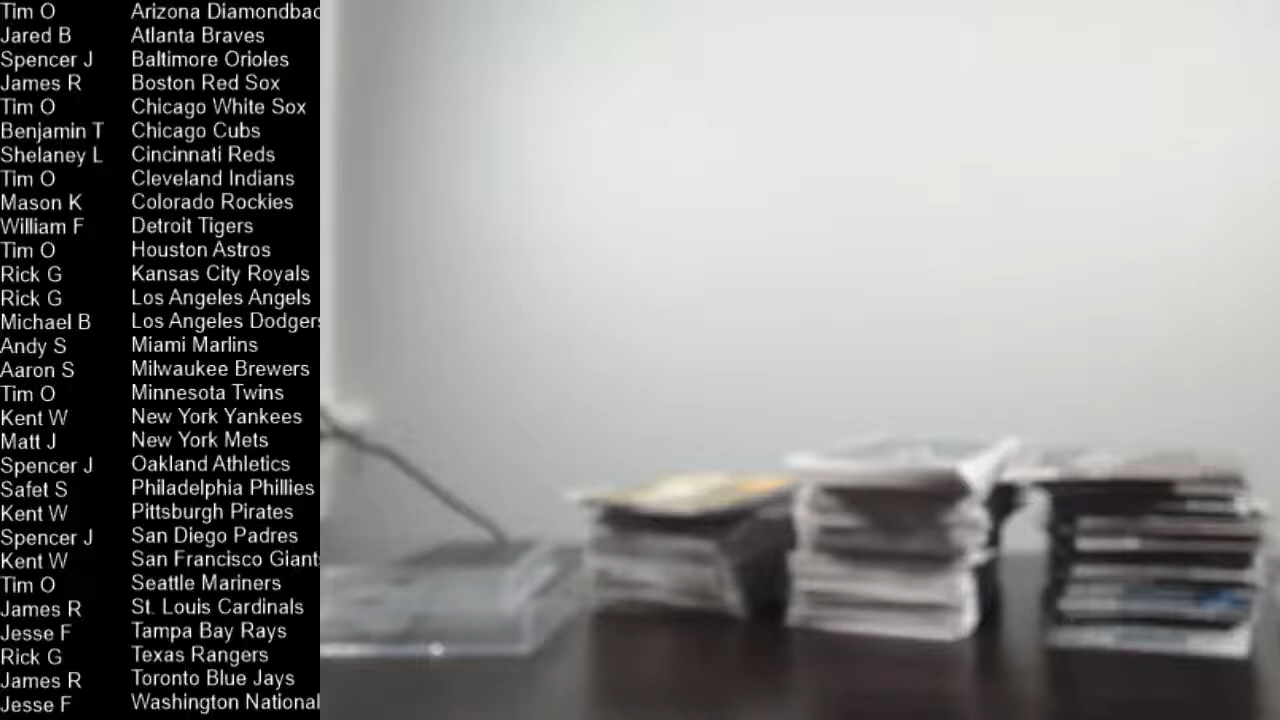 Tim O Arizona Diamondbac
Jared B Atlanta Braves
Spencer J Baltimore Orioles
James R Boston Red Sox
Tim O Chicago White Sox
Benjamin T Chicago Cubs
Shelaney L Cincinnati Reds
Tim O Cleveland Indians
Mason K Colorado Rockies
William F Detroit Tigers
Tim O Houston Astros
Rick G Kansas City Royals
Rick G Los Angeles Angels
Michael B Los Angeles Dodgers
Andy S Miami Marlins
Aaron S Milwaukee Brewers
Tim O Minnesota Twins
Kent W New York Yankees
Matt J New York Mets
Spencer J Oakland Athletics
Safet S Philadelphia Phillies
Kent W Pittsburgh Pirates
Spencer J San Diego Padres
Kent W San Francisco Giants
Tim O Seattle Mariners
James R St. Louis Cardinals
Jesse F Tampa Bay Rays
Rick G Texas Rangers
James R Toronto Blue Jays
Jesse F Washington National